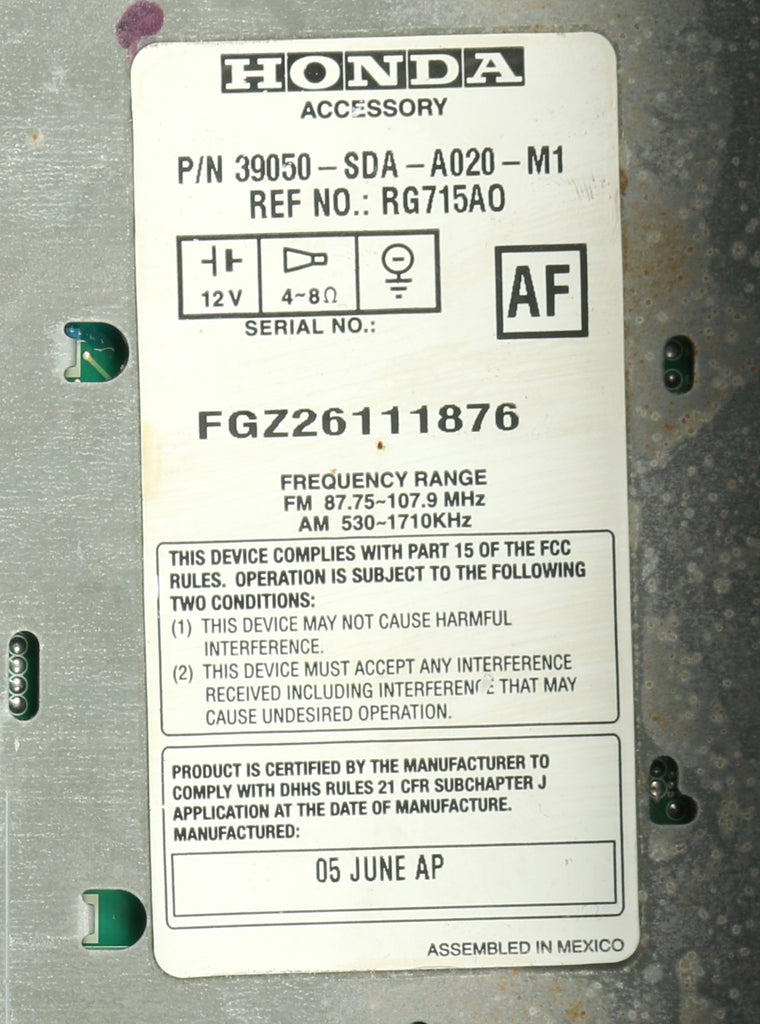 HONDA
ACCESSORY
P/N 39050-SDA-A020-M1
REF NO.: RG715AO
12 V
4~8Ω
AF
SERIAL NO.:
FGZ26111876
FREQUENCY RANGE
FM 87.75~107.9 MHz
AM 530~1710KHz
THIS DEVICE COMPLIES WITH PART 15 OF THE FCC
RULES. OPERATION IS SUBJECT TO THE FOLLOWING
TWO CONDITIONS:
(1) THIS DEVICE MAY NOT CAUSE HARMFUL
INTERFERENCE.
(2) THIS DEVICE MUST ACCEPT ANY INTERFERENCE
RECEIVED INCLUDING INTERFERENCE THAT MAY
CAUSE UNDESIRED OPERATION.
PRODUCT IS CERTIFIED BY THE MANUFACTURER TO
COMPLY WITH DHHS RULES 21 CFR SUBCHAPTER J
APPLICATION AT THE DATE OF MANUFACTURE.
MANUFACTURED:
05 JUNE AP
ASSEMBLED IN MEXICO